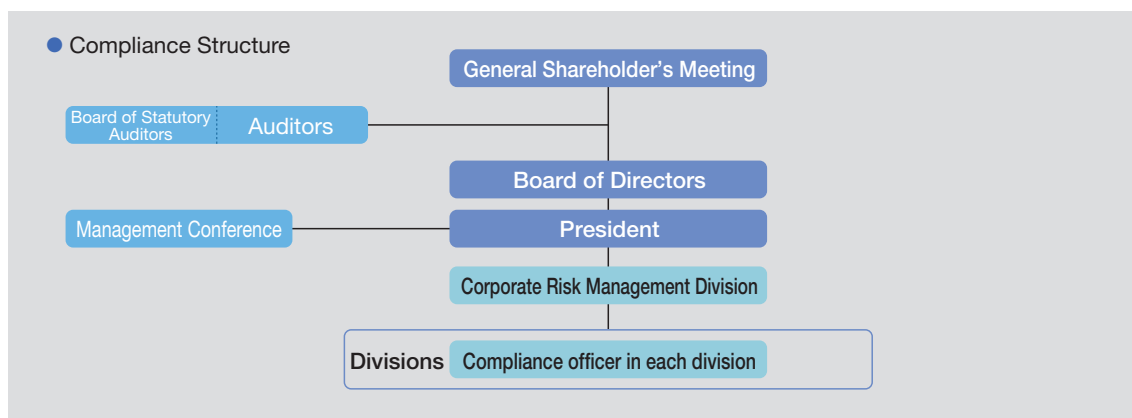 Compliance Structure
General Shareholder's Meeting
Board of Statutory
Auditors
Auditors
Board of Directors
Management Conference
President
Corporate Risk Management Division
Divisions
Compliance officer in each division